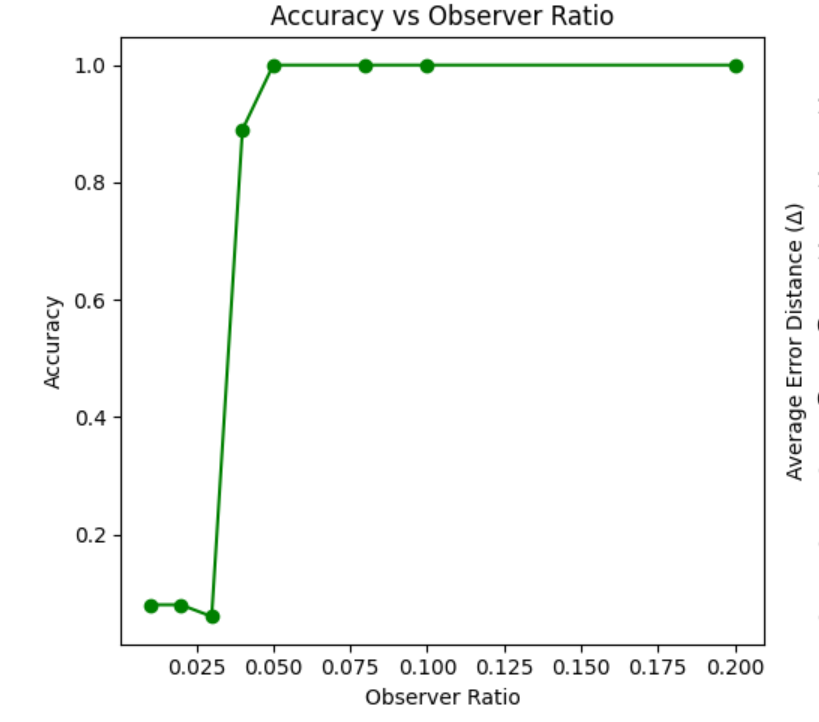 Accuracy vs Observer Ratio
1.0
0.8
0.6
0.4
0.2
Accuracy
0.025 0.050 0.075 0.100 0.125 0.150 0.175 0.200
Observer Ratio
Average Error Distance (Δ)